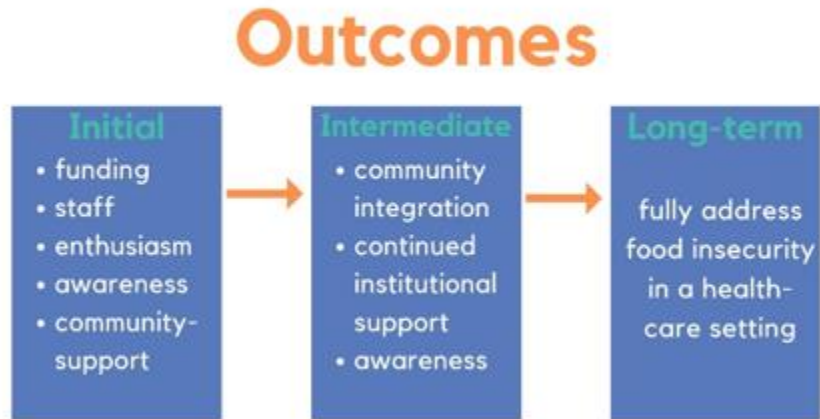 Outcomes
Initial
• funding
• staff
• enthusiasm
• awareness
• community-
support
Intermediate
• community
integration
• continued
institutional
support
• awareness
Long-term
fully address
food insecurity
in a health-
care setting